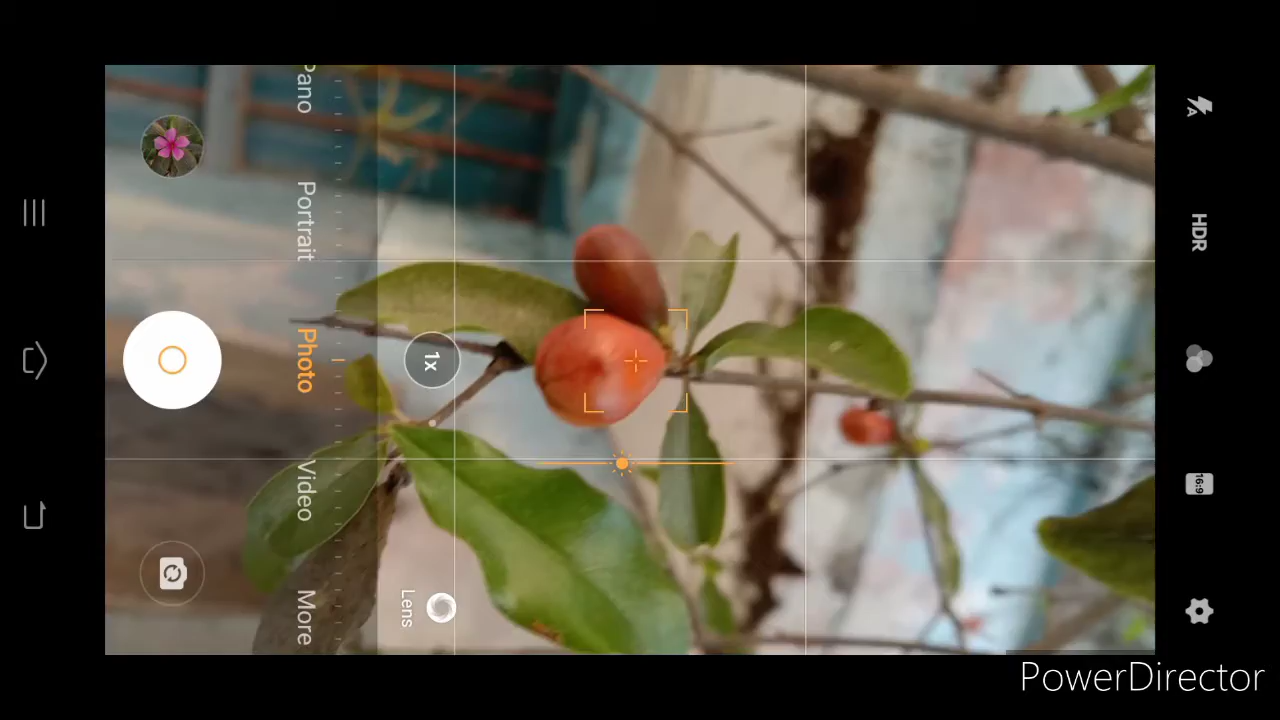 Pano
Portrait
Photo
Video
More
1x
Lens
A
HDR
16:9
PowerDirector